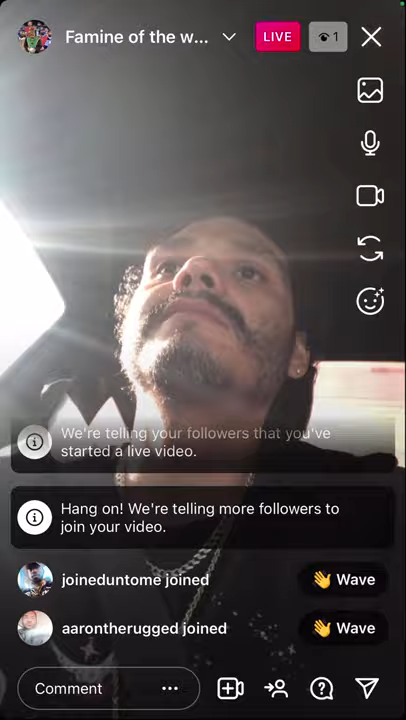 Famine of the w...
LIVE
1
We're telling your followers that you've
started a live video.
Hang on! We're telling more followers to
join your video.
joineduntome joined
👋 Wave
aarontherugged joined
👋 Wave
Comment